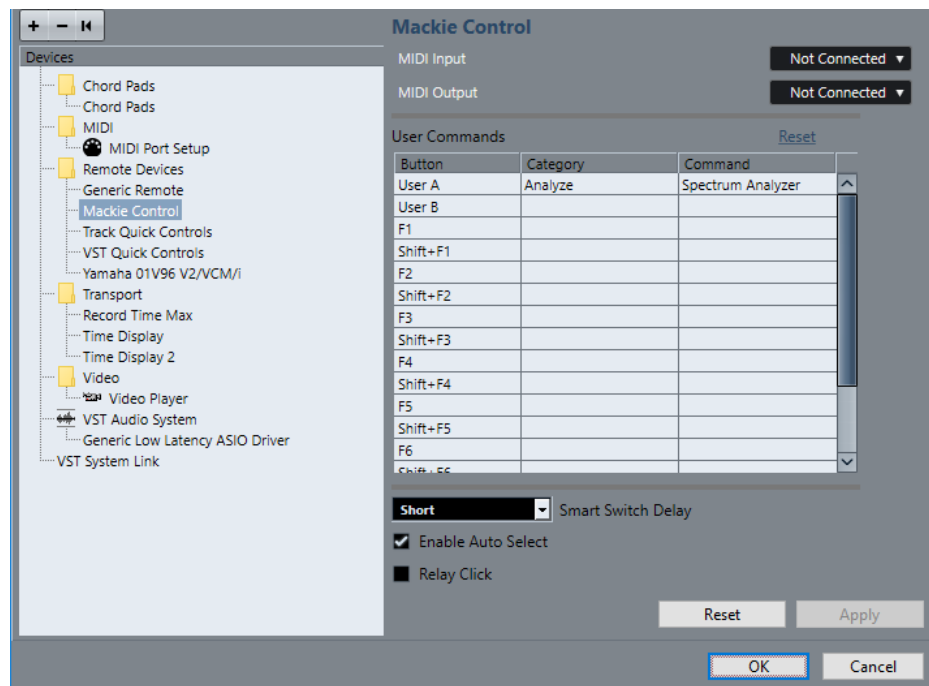 Devices
Chord Pads
Chord Pads
MIDI
MIDI Port Setup
Remote Devices
Generic Remote
Mackie Control
Track Quick Controls
VST Quick Controls
Yamaha 01V96 V2/VCM/i
Transport
Record Time Max
Time Display
Time Display 2
Video
Video Player
VST Audio System
Generic Low Latency ASIO Driver
VST System Link
Mackie Control
MIDI Input Not Connected
MIDI Output Not Connected
User Commands Reset
Button Category Command
User A Analyze Spectrum Analyzer
User B
F1
Shift+F1
F2
Shift+F2
F3
Shift+F3
F4
Shift+F4
F5
Shift+F5
F6
Shift+F6
Short Smart Switch Delay
Enable Auto Select
Relay Click
Reset Apply
OK Cancel